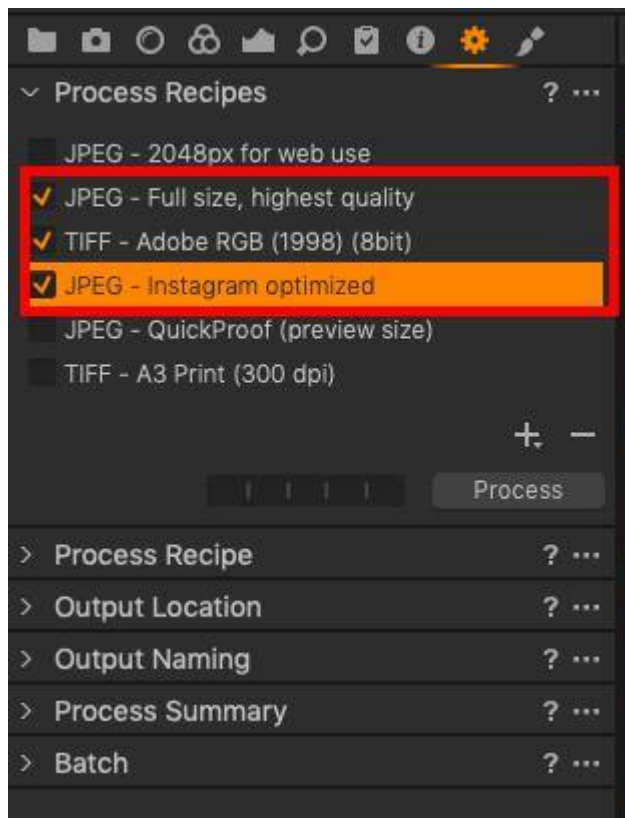 Process Recipes ? ...
JPEG - 2048px for web use
JPEG - Full size, highest quality
TIFF - Adobe RGB (1998) (8bit)
JPEG - Instagram optimized
JPEG - QuickProof (preview size)
TIFF - A3 Print (300 dpi)
Process
Process Recipe ? ...
Output Location ? ...
Output Naming ? ...
Process Summary ? ...
Batch ? ...